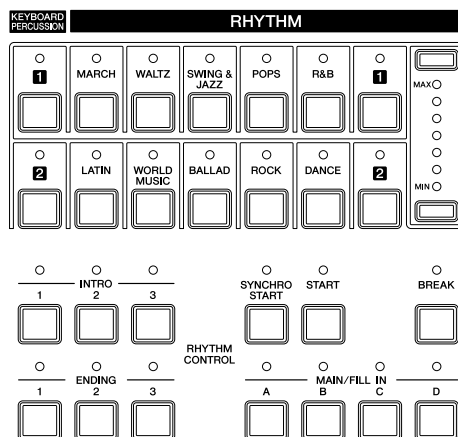 KEYBOARD
PERCUSSION
RHYTHM
1 MARCH WALTZ SWING & POPS R&B 1
JAZZ
MAX
2 LATIN WORLD BALLAD ROCK DANCE 2
MUSIC
MIN
INTRO
1 2 3
SYNCHRO START BREAK
START
RHYTHM
CONTROL
ENDING
1 2 3
MAIN/FILL IN
A B C D